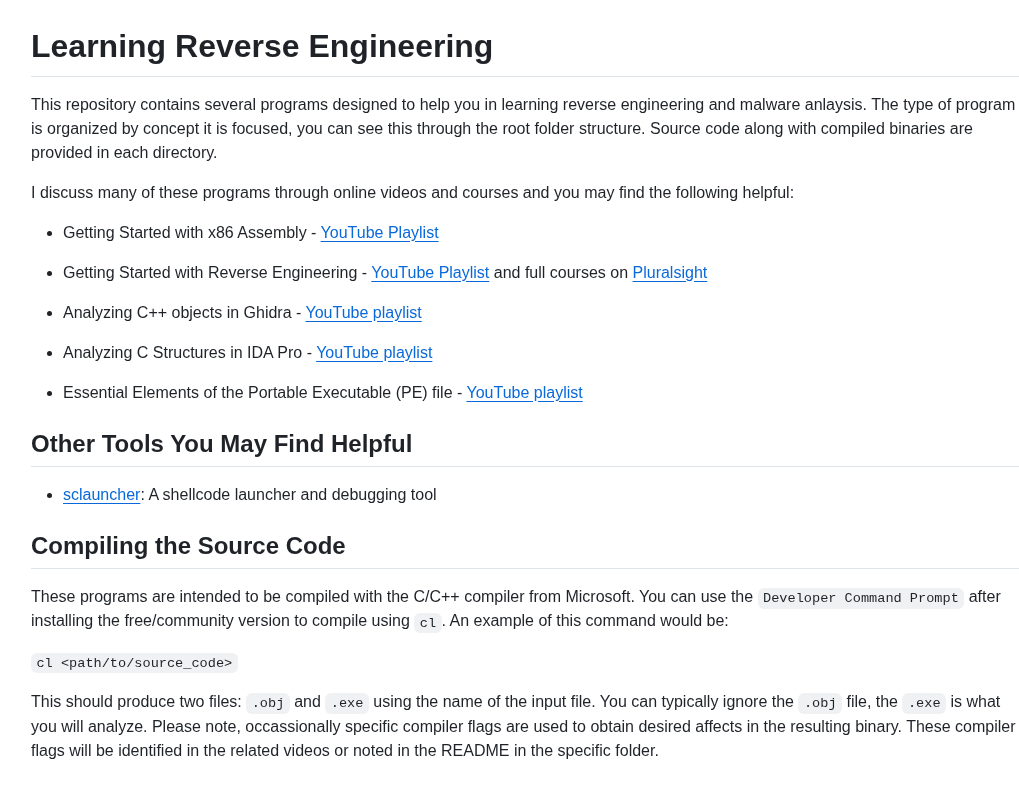 Learning Reverse Engineering
This repository contains several programs designed to help you in learning reverse engineering and malware anlaysis. The type of program
is organized by concept it is focused, you can see this through the root folder structure. Source code along with compiled binaries are
provided in each directory.
I discuss many of these programs through online videos and courses and you may find the following helpful:
• Getting Started with x86 Assembly - YouTube Playlist
• Getting Started with Reverse Engineering - YouTube Playlist and full courses on Pluralsight
• Analyzing C++ objects in Ghidra - YouTube playlist
• Analyzing C Structures in IDA Pro - YouTube playlist
• Essential Elements of the Portable Executable (PE) file - YouTube playlist
Other Tools You May Find Helpful
• sclauncher: A shellcode launcher and debugging tool
Compiling the Source Code
These programs are intended to be compiled with the C/C++ compiler from Microsoft. You can use the Developer Command Prompt after
installing the free/community version to compile using cl. An example of this command would be:
cl <path/to/source_code>
This should produce two files: .obj and .exe using the name of the input file. You can typically ignore the .obj file, the .exe is what
you will analyze. Please note, occassionally specific compiler flags are used to obtain desired affects in the resulting binary. These compiler
flags will be identified in the related videos or noted in the README in the specific folder.